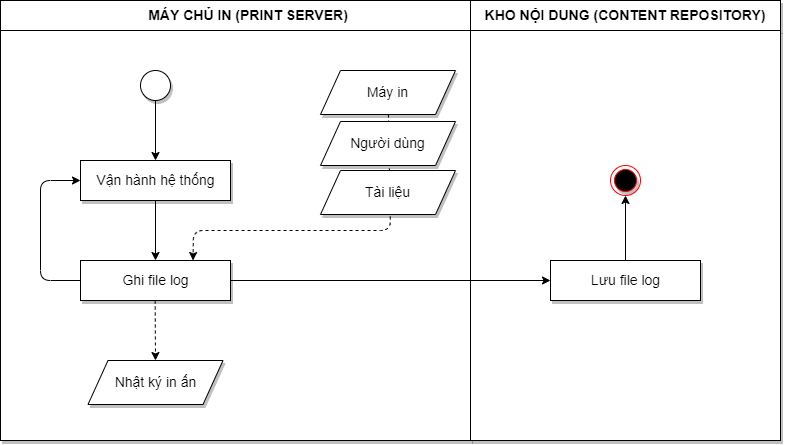 MÁY CHỦ IN (PRINT SERVER)
KHO NỘI DUNG (CONTENT REPOSITORY)
Máy in
Người dùng
Vận hành hệ thống
Tài liệu
Ghi file log
Lưu file log
Nhật ký in ấn